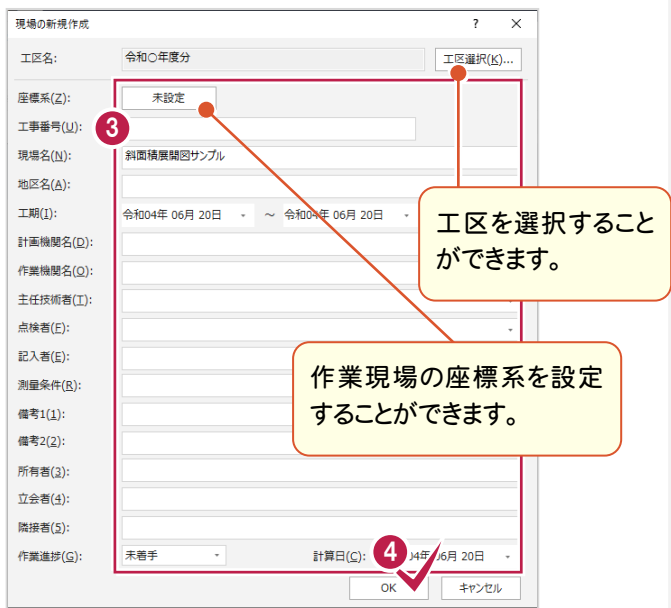 現場の新規作成 ? ×
工区名: 令和○年度分 工区選択(K)...
座標系(Z): 未設定
3
工事番号(U):
現場名(N): 斜面積展開図サンプル
地区名(A):
工期(I): 令和04年 06月 20日 ~ 令和04年 06月 20日
工区を選択すること
ができます。
計画機関名(D):
作業機関名(O):
主任技術者(T):
点検者(F):
記入者(E):
作業現場の座標系を設定
することができます。
測量条件(R):
備考1(1):
備考2(2):
所有者(3):
立会者(4):
隣接者(5):
作業進捗(G): 未着手 計算日(C): 4 04年 06月 20日
OK キャンセル